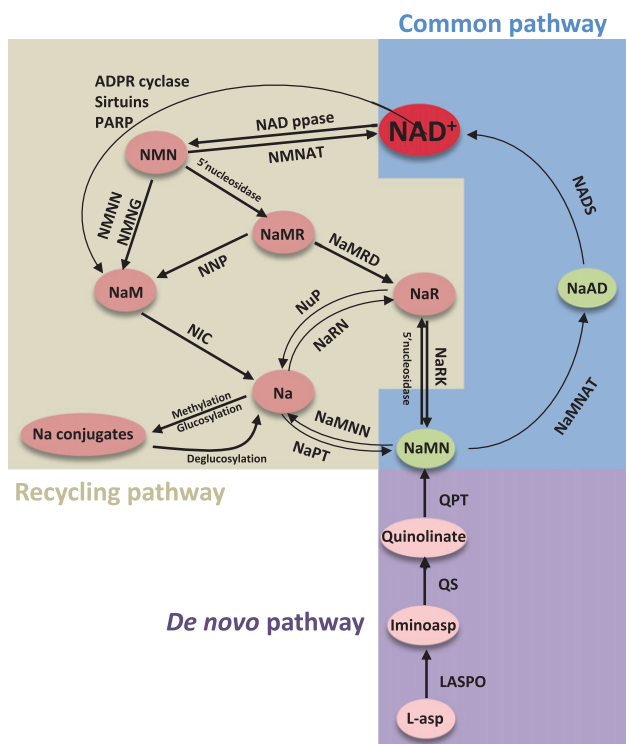 Common pathway
ADPR cyclase
Sirtuins
PARP
NAD ppase
NAD+
NMN
NMNAT
5'nucleosidase
NMNN
NMNG
NADS
NaMR
NaMRD
NNP
NaM
NuP
NaR
NaAD
NIC
NaRN
5'nucleosidase
NaRK
Na
Methylation
Glucosylation
NaMNN
NaMNAT
Na conjugates
NaPT
NaMN
Deglucosylation
Recycling pathway
QPT
Quinolinate
QS
De novo pathway
Iminoasp
LASPO
L-asp